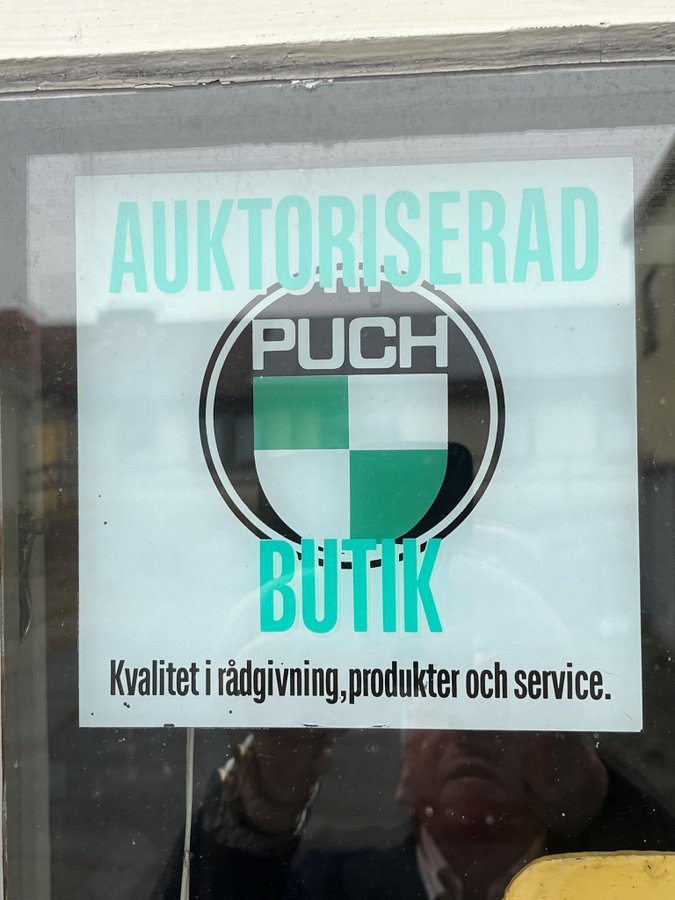 AUKTORISERAD
PUCH
BUTIK
Kvalitet i rådgivning,produkter och service.